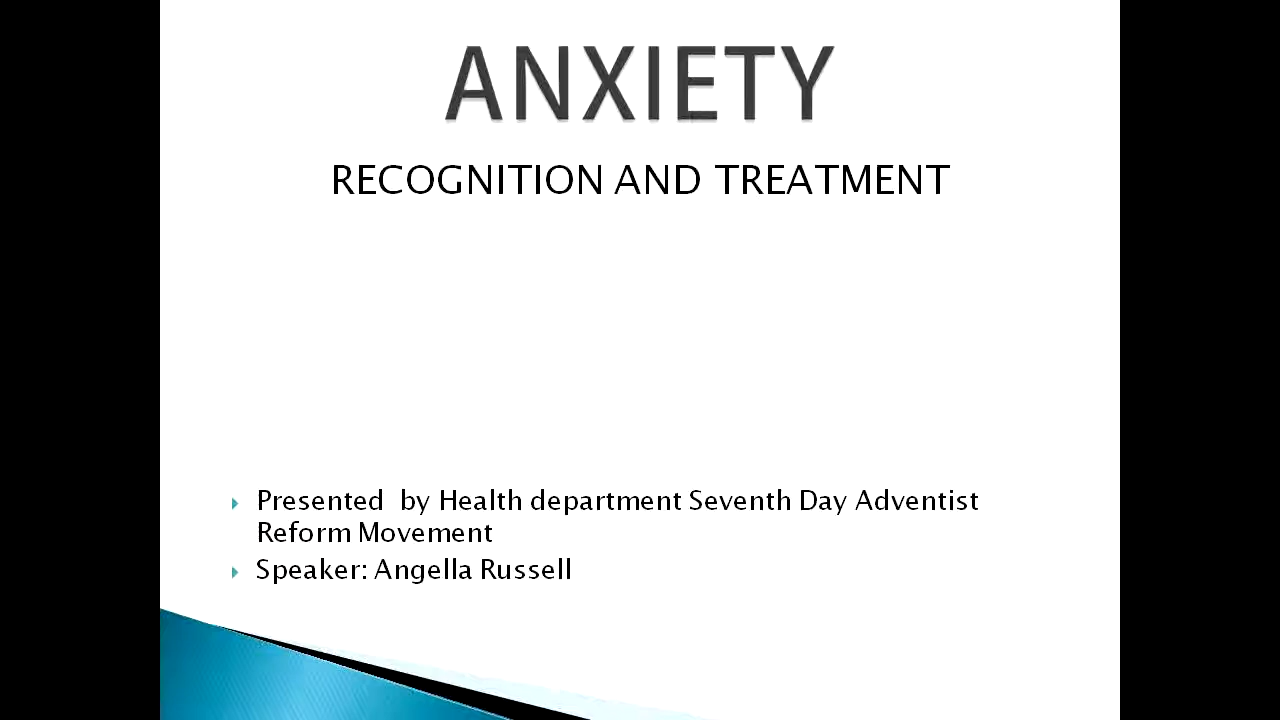 ANXIETY
RECOGNITION AND TREATMENT
Presented by Health department Seventh Day Adventist
Reform Movement
Speaker: Angella Russell